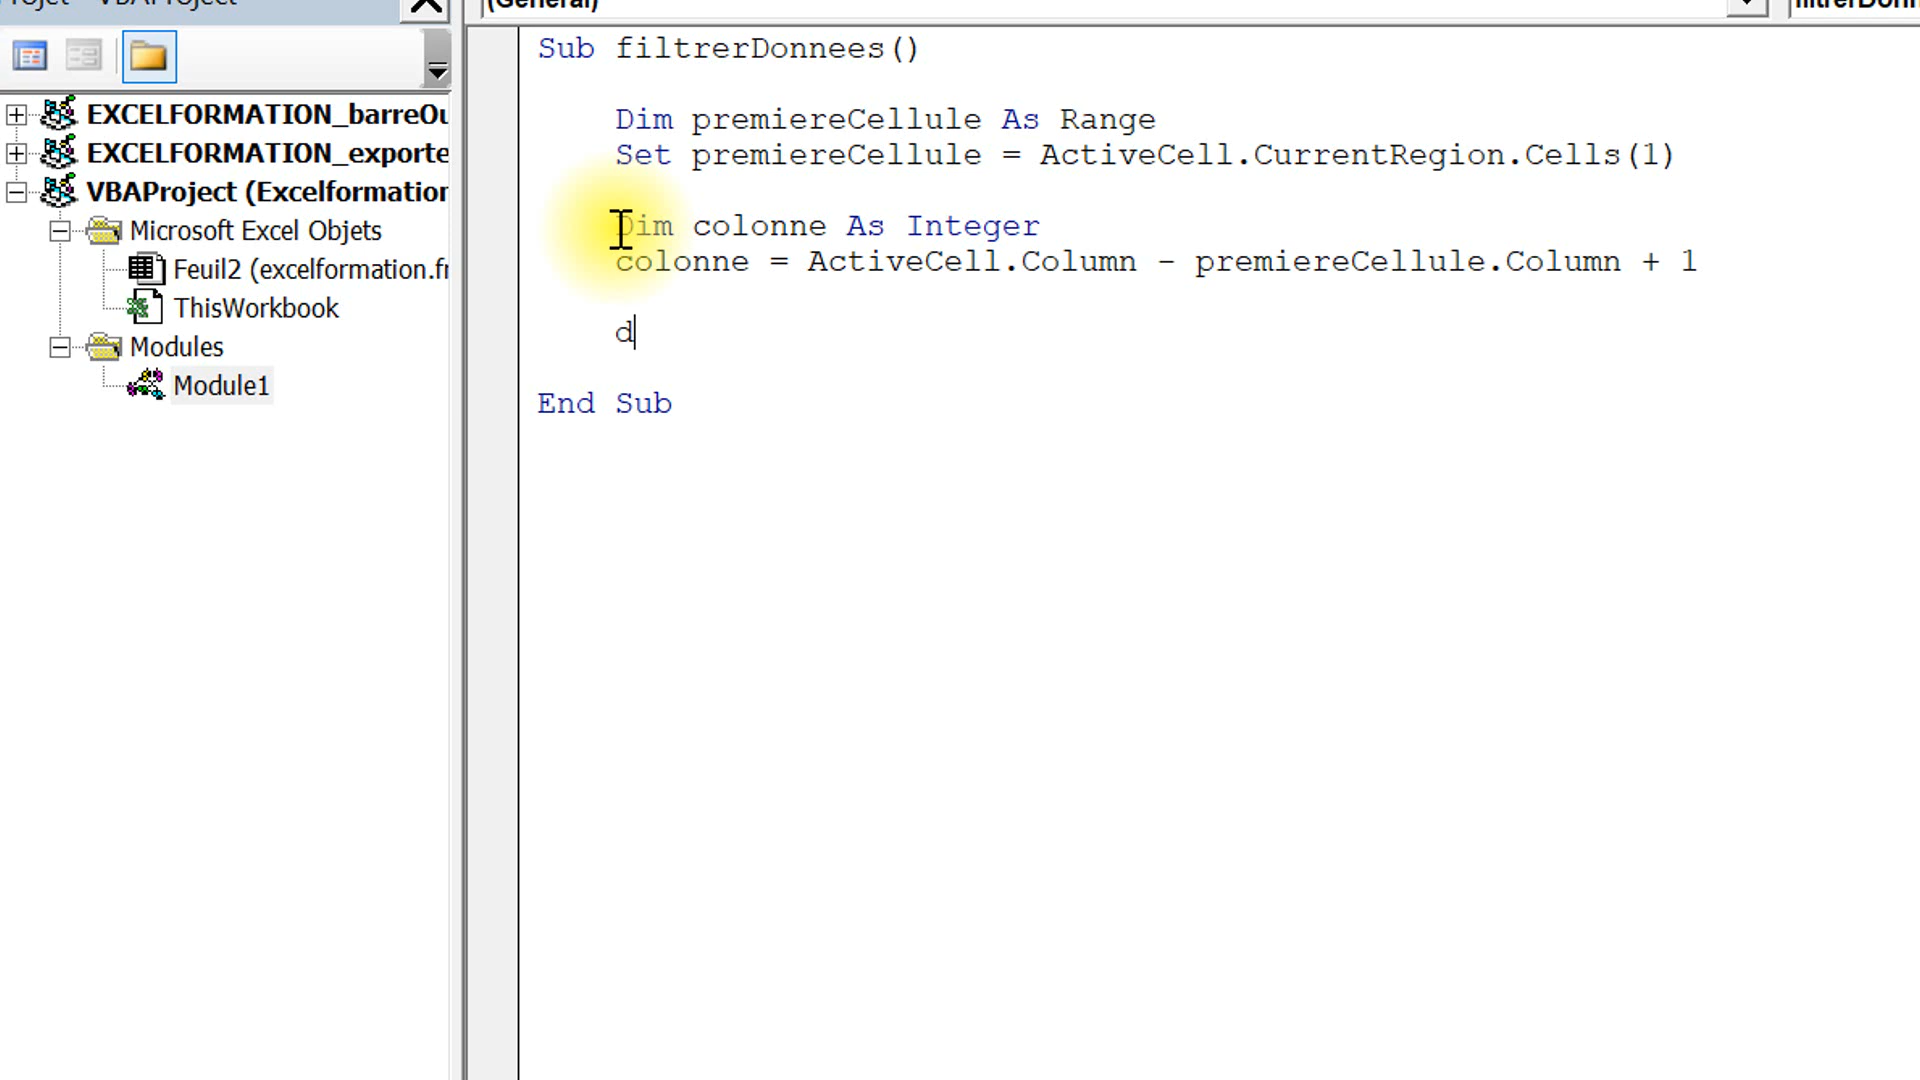 VBAProject
(General)
Sub filtrerDonnees()
Dim premiereCellule As Range
Set premiereCellule = ActiveCell.CurrentRegion.Cells(1)
Dim colonne As Integer
colonne = ActiveCell.Column - premiereCellule.Column + 1
d
End Sub
EXCELFORMATION_barreOu
EXCELFORMATION_exporte
VBAProject (Excelformation
Microsoft Excel Objets
Feuil2 (excelformation.fr
ThisWorkbook
Modules
Module1